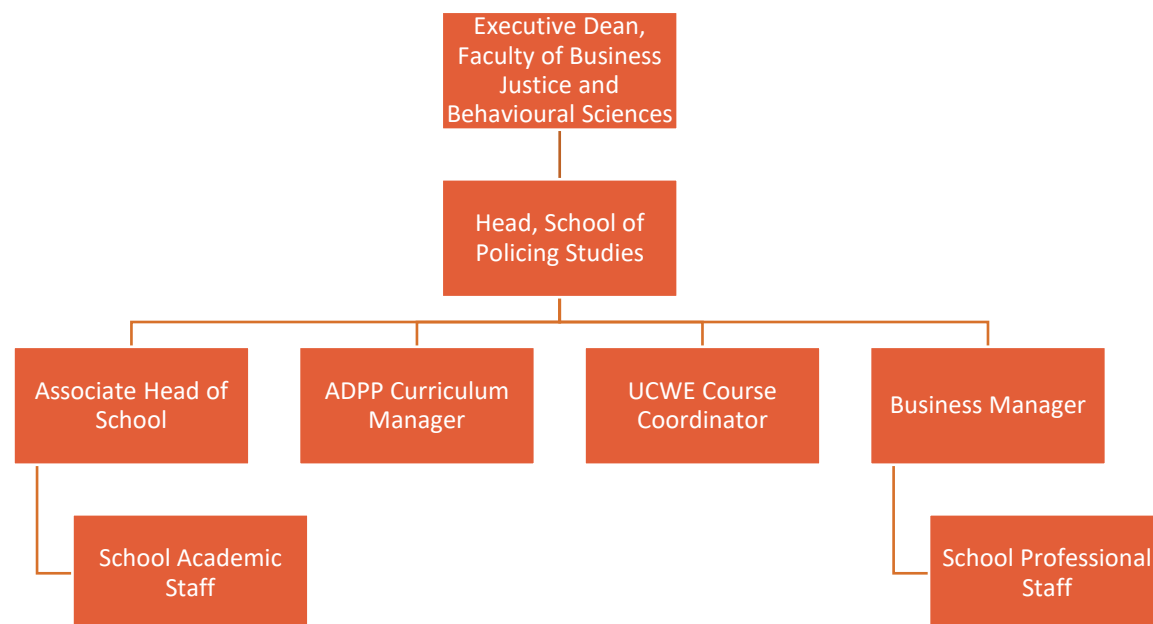 Executive Dean,
Faculty of Business
Justice and
Behavioural Sciences
Head, School of
Policing Studies
Associate Head of
School
ADPP Curriculum
Manager
UCWE Course
Coordinator
Business Manager
School Academic
Staff
School Professional
Staff